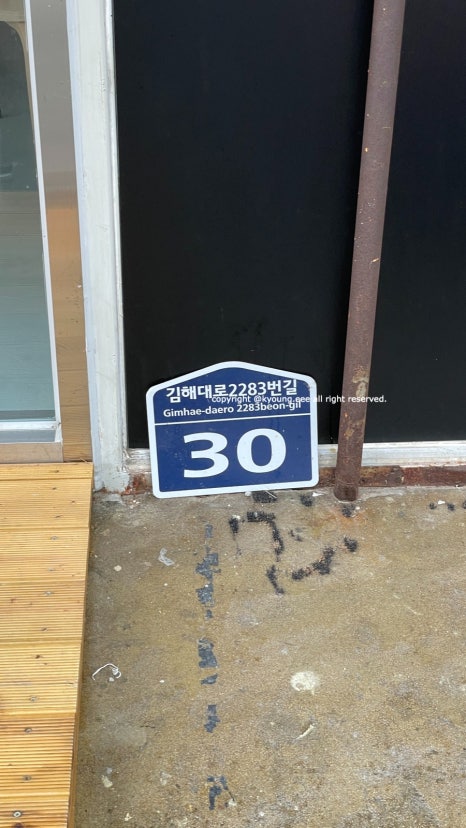 김해대로2283번길
copyright @kyoung.eee all right reserved.
Gimhae-daero 2283beon-gil
30